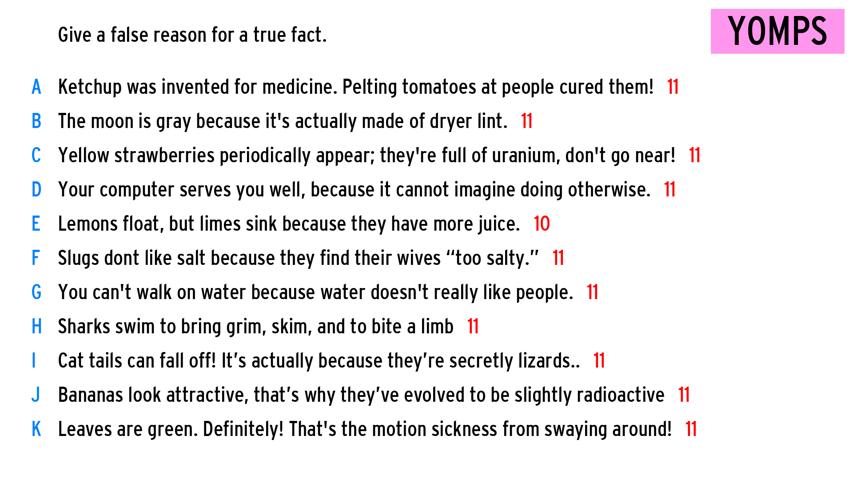 Give a false reason for a true fact.
YOMPS
A Ketchup was invented for medicine. Pelting tomatoes at people cured them! 11
B The moon is gray because it's actually made of dryer lint. 11
C Yellow strawberries periodically appear; they're full of uranium, don't go near! 11
D Your computer serves you well, because it cannot imagine doing otherwise. 11
E Lemons float, but limes sink because they have more juice. 10
F Slugs dont like salt because they find their wives “too salty.” 11
G You can't walk on water because water doesn't really like people. 11
H Sharks swim to bring grim, skim, and to bite a limb 11
I Cat tails can fall off! It’s actually because they’re secretly lizards.. 11
J Bananas look attractive, that’s why they’ve evolved to be slightly radioactive 11
K Leaves are green. Definitely! That's the motion sickness from swaying around! 11